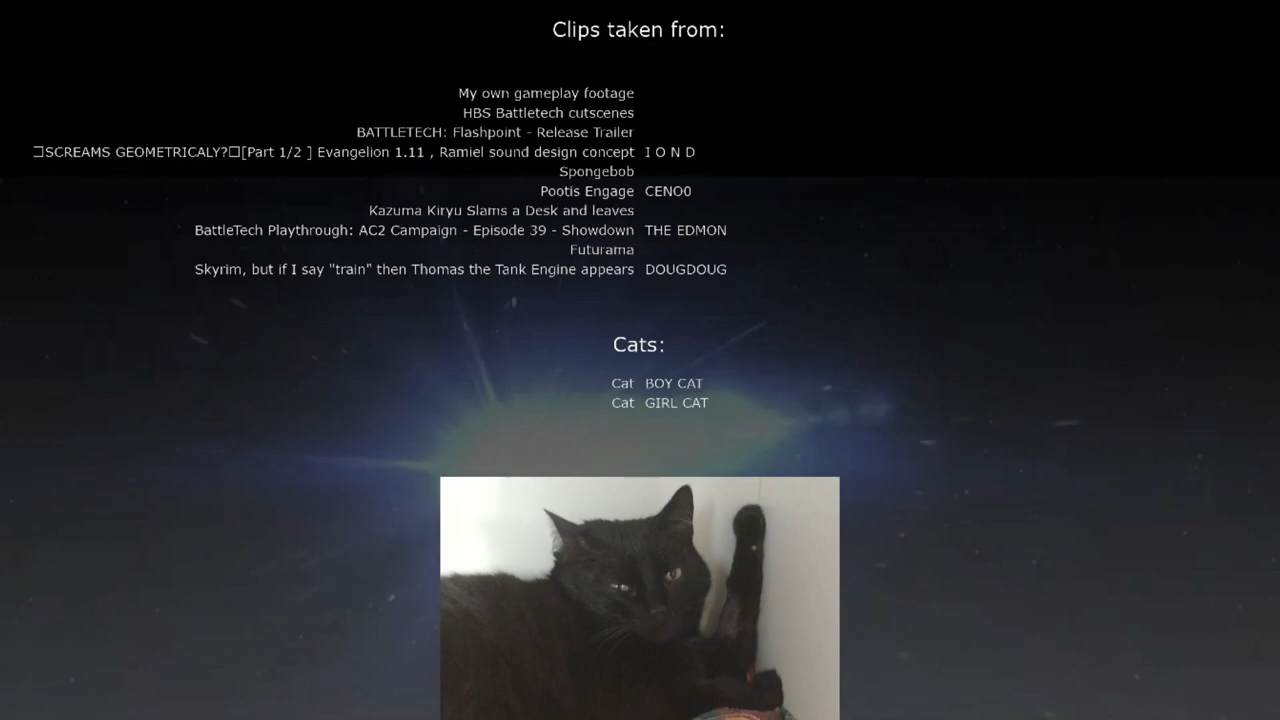 Clips taken from:
My own gameplay footage
HBS Battletech cutscenes
BATTLETECH: Flashpoint - Release Trailer
□SCREAMS GEOMETRICALY?□[Part 1/2 ] Evangelion 1.11 , Ramiel sound design concept I O N D
Spongebob
Pootis Engage CENO0
Kazuma Kiryu Slams a Desk and leaves
BattleTech Playthrough: AC2 Campaign - Episode 39 - Showdown THE EDMON
Futurama
Skyrim, but if I say "train" then Thomas the Tank Engine appears DOUGDOUG
Cats:
Cat BOY CAT
Cat GIRL CAT